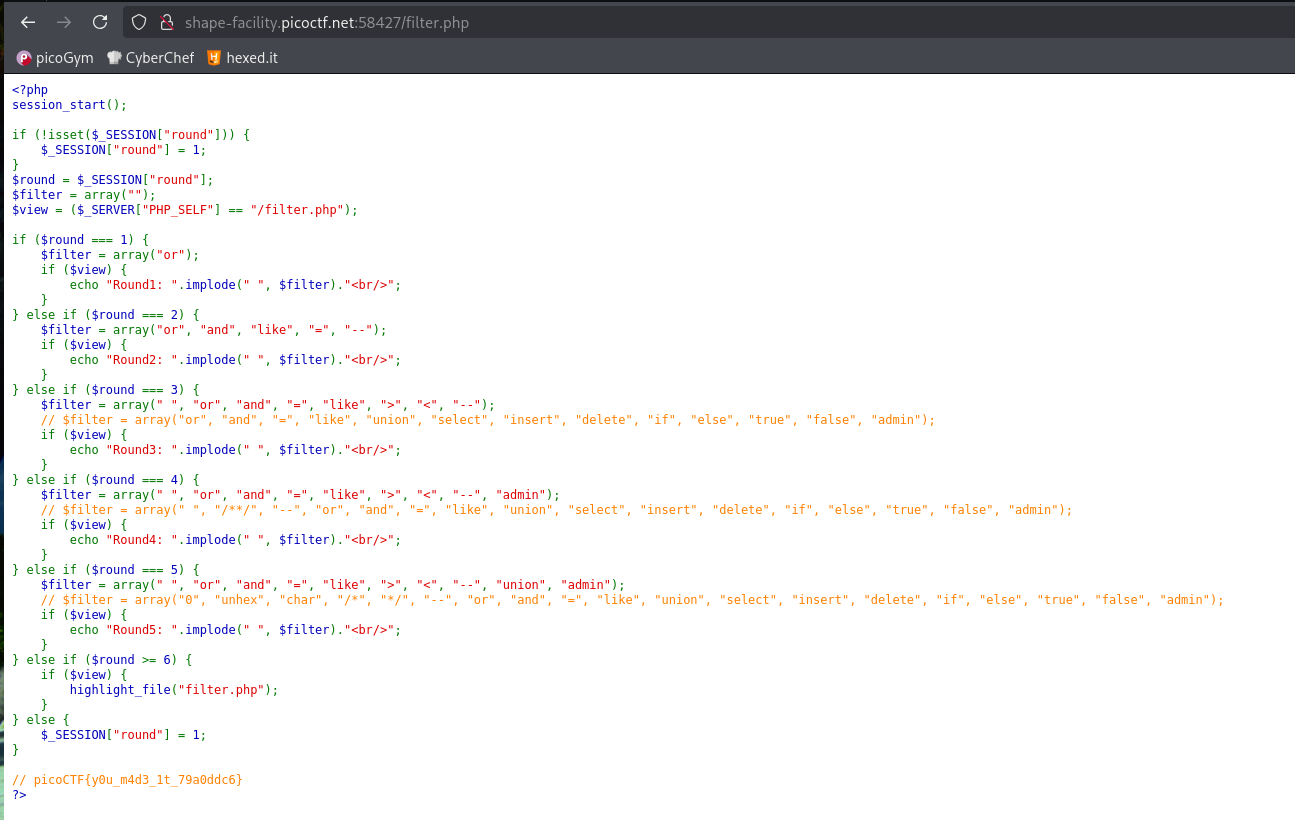 shape-facility.picoctf.net:58427/filter.php
picoGym CyberChef hexed.it
<?php
session_start();

if (!isset($_SESSION["round"])) {
    $_SESSION["round"] = 1;
}
$round = $_SESSION["round"];
$filter = array("");
$view = ($_SERVER["PHP_SELF"] == "/filter.php");

if ($round === 1) {
    $filter = array("or");
    if ($view) {
        echo "Round1: ".implode(" ", $filter)."<br/>";
    }
} else if ($round === 2) {
    $filter = array("or", "and", "like", "=", "--");
    if ($view) {
        echo "Round2: ".implode(" ", $filter)."<br/>";
    }
} else if ($round === 3) {
    $filter = array(" ", "or", "and", "=", "like", ">", "<", "--");
    // $filter = array("or", "and", "=", "like", "union", "select", "insert", "delete", "if", "else", "true", "false", "admin");
    if ($view) {
        echo "Round3: ".implode(" ", $filter)."<br/>";
    }
} else if ($round === 4) {
    $filter = array(" ", "or", "and", "=", "like", ">", "<", "--", "admin");
    // $filter = array(" ", "/**/", "--", "or", "and", "=", "like", "union", "select", "insert", "delete", "if", "else", "true", "false", "admin");
    if ($view) {
        echo "Round4: ".implode(" ", $filter)."<br/>";
    }
} else if ($round === 5) {
    $filter = array(" ", "or", "and", "=", "like", ">", "<", "--", "union", "admin");
    // $filter = array("0", "unhex", "char", "/*", "*/", "--", "or", "and", "=", "like", "union", "select", "insert", "delete", "if", "else", "true", "false", "admin");
    if ($view) {
        echo "Round5: ".implode(" ", $filter)."<br/>";
    }
} else if ($round >= 6) {
    if ($view) {
        highlight_file("filter.php");
    }
} else {
    $_SESSION["round"] = 1;
}

// picoCTF{y0u_m4d3_1t_79a0ddc6}
?>